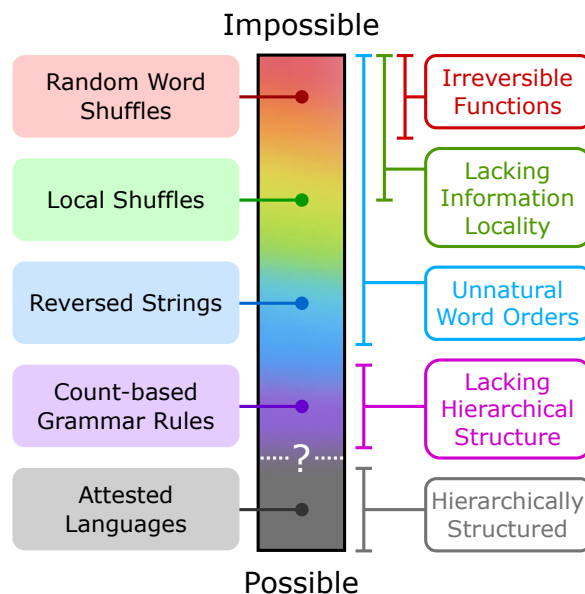 Impossible
Random Word
Shuffles
Local Shuffles
Reversed Strings
Count-based
Grammar Rules
Attested
Languages
?
Irreversible
Functions
Lacking
Information
Locality
Unnatural
Word Orders
Lacking
Hierarchical
Structure
Hierarchically
Structured
Possible